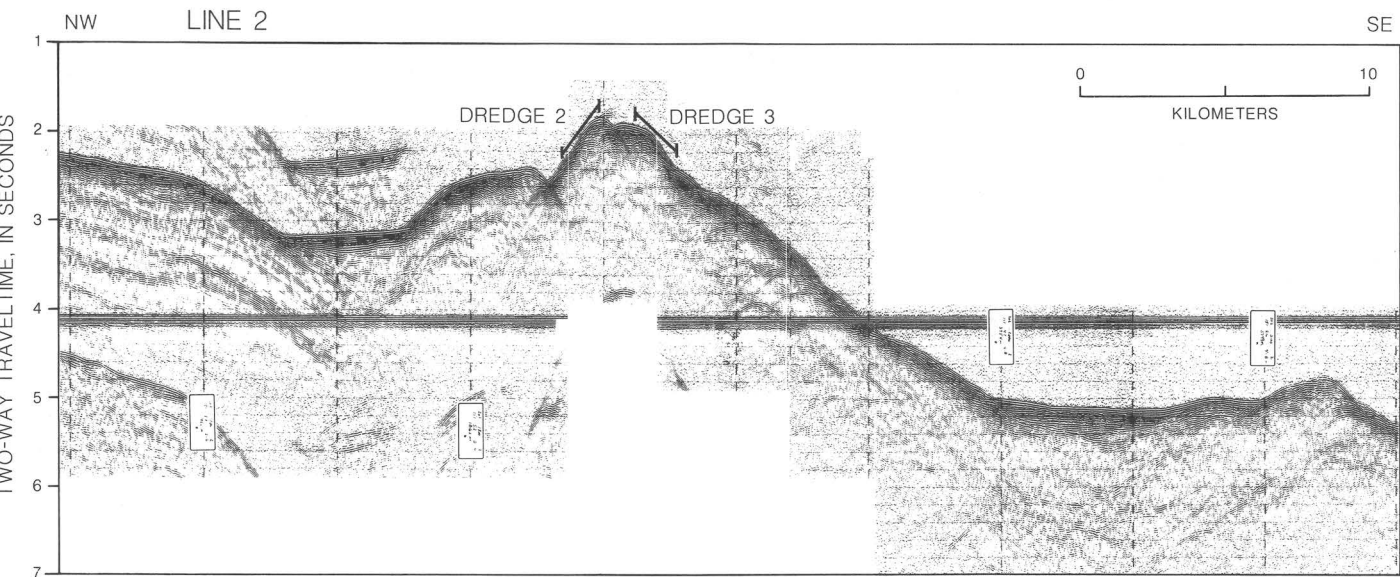 NW
LINE 2
SE
1
2
3
4
5
6
7
TWO-WAY TRAVELTIME, IN SECONDS
0
10
KILOMETERS
DREDGE 2
DREDGE 3